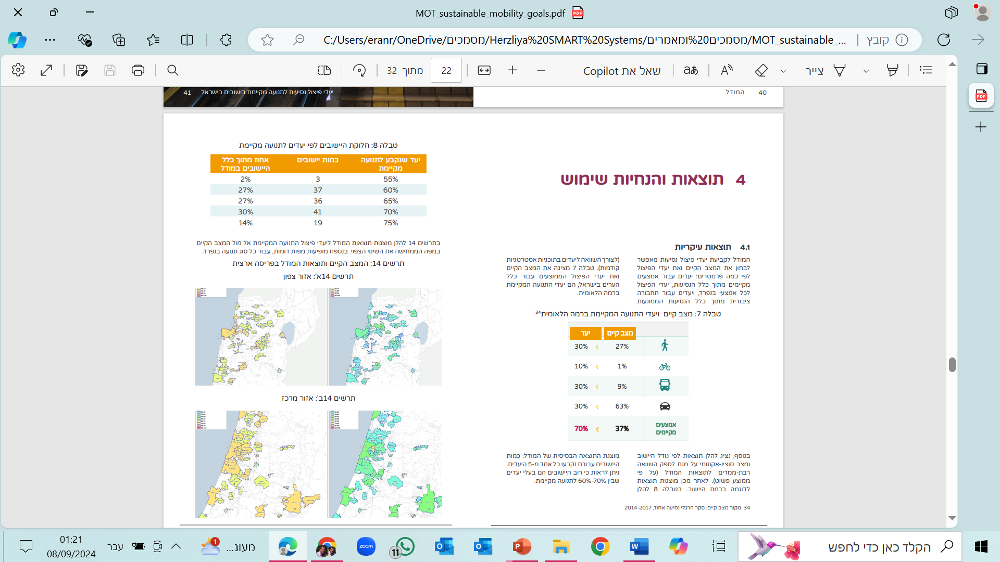 MOT_sustainable_mobility_goals.pdf
קובץ
C:/Users/eranr/OneDrive/מסמכים/Herzliya%20SMART%20Systems/מסמכים%20ומאמרים/MOT_sustainable_...
צייר
שאל את Copilot
22
מתוך 32
40 המודל
יעדי פיצול נסיעות לתנועה מקיימת בישובים בישראל 41
4 תוצאות והנחיות שימוש
4.1 תוצאות עיקריות
המודל לקביעת יעדי פיצול נסיעות מאפשר
לבחון את המצב הקיים ואת יעדי הפיצול
לפי כמה פרמטרים: יעדים עבור אמצעים
מקיימים מתוך כלל הנסיעות, יעדי הפיצול
לכל אמצעי בנפרד, ויעדים עבור תחבורה
ציבורית מתוך כלל הנסיעות הממונעות
(לצורך השוואה ליעדים בתוכניות אסטרטגיות
קודמות). טבלה 7 מציגה את המצב הקיים
ואת יעדי הפיצול הממוצעים עבור כלל
הערים בישראל, הם יעדי התנועה המקיימת
ברמה הלאומית.
טבלה 7: מצב קיים ויעדי התנועה המקיימת ברמה הלאומית34
מצב קיים יעד
27% › 30%
1% › 10%
9% › 30%
63% › 30%
אמצעים
מקיימים
37% › 70%
בנוסף, נציג להלן תוצאות לפי גודל היישוב
ומצב סוציו-אקונומי על מנת לספק השוואה
רבת-ממדים לתוצאות המודל (על פי
ממוצע פשוט). לאחר מכן מוצגות תוצאות
לדוגמה ברמת היישוב. בטבלה 8 להלן
מוצגת התוצאה הבסיסית של המודל: כמות
היישובים עבורם נקבעו כל אחד מ-5 היעדים.
ניתן לראות כי רוב היישובים הם בעלי יעדים
שבין 60%-70% לתנועה מקיימת.
34 מקור מצב קיים: סקר הרגלי נסיעה אחוד, 2014-2017
טבלה 8: חלוקת היישובים לפי יעדים לתנועה מקיימת
יעד שנקבע לתנועה
מקיימת
כמות יישובים
אחוז מתוך כלל
היישובים במודל
55% 3 2%
60% 37 27%
65% 36 27%
70% 41 30%
75% 19 14%
בתרשים 14 להלן מוצגות תוצאות המודל ליעדי פיצול התנועה המקיימת אל מול המצב הקיים
במפה הממחישה את השינוי הצפוי. בנספח מופיעות מפות דומות, עבור כל סוג תנועה בנפרד.
תרשים 14: המצב הקיים ותוצאות המודל בפריסה ארצית
תרשים 14א': אזור צפון
תרשים 14ב': אזור מרכז
הקלד כאן כדי לחפש
zoom
11
1
מעונ...
עבר
01:21
08/09/2024